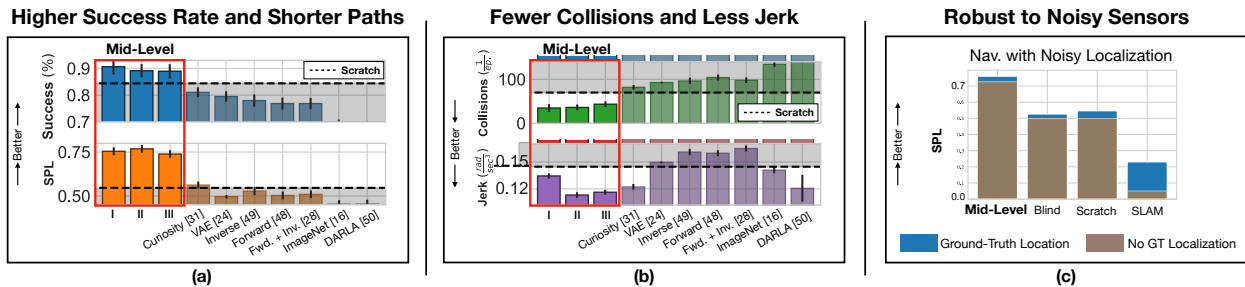 Higher Success Rate and Shorter Paths
Mid-Level
Success (%)
0.9
0.8
0.7
Scratch
Better
SPL
0.75
0.50
I
II
III
Curiosity [31]
VAE [24]
Inverse [49]
Forward [48]
Fwd. + Inv. [28]
ImageNet [16]
DARLA [50]
(a)
Fewer Collisions and Less Jerk
Mid-Level
Collisions (1/ep.)
100
0
Scratch
Better
Jerk (rad/sec³)
0.15
0.12
I
II
III
Curiosity [31]
VAE [24]
Inverse [49]
Forward [48]
Fwd. + Inv. [28]
ImageNet [16]
DARLA [50]
(b)
Robust to Noisy Sensors
Nav. with Noisy Localization
Better
SPL
0.7
0.6
0.5
0.4
0.3
0.2
0.1
0.0
Mid-Level
Blind
Scratch
SLAM
Ground-Truth Location
No GT Localization
(c)